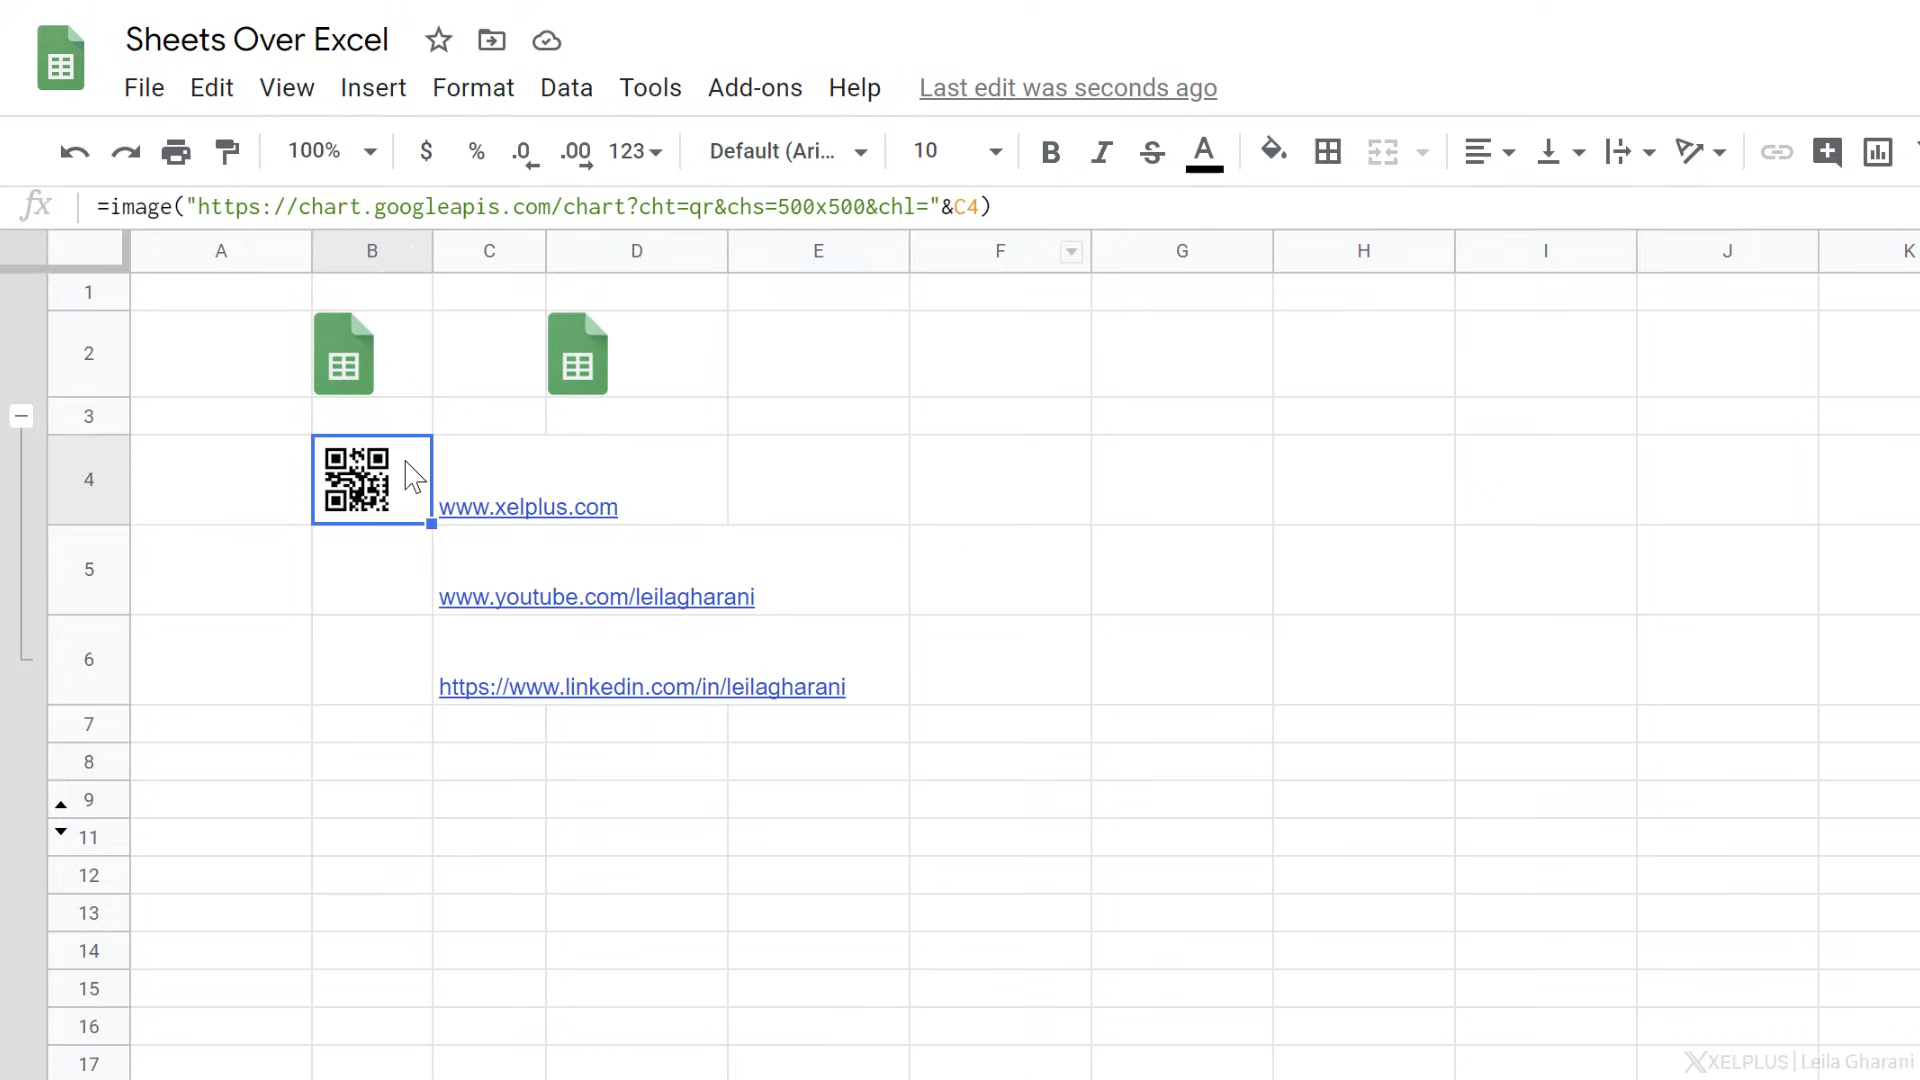 Sheets Over Excel
File Edit View Insert Format Data Tools Add-ons Help Last edit was seconds ago
100% $ % .0 .00 123 Default (Ari... 10 B I S A
fx =image("https://chart.googleapis.com/chart?cht=qr&chs=500x500&chl="&C4)
A B C D E F G H I J K
1
2
3
4 www.xelplus.com
5 www.youtube.com/leilagharani
6 https://www.linkedin.com/in/leilagharani
7
8
9
11
12
13
14
15
16
17
XELPLUS | Leila Gharani